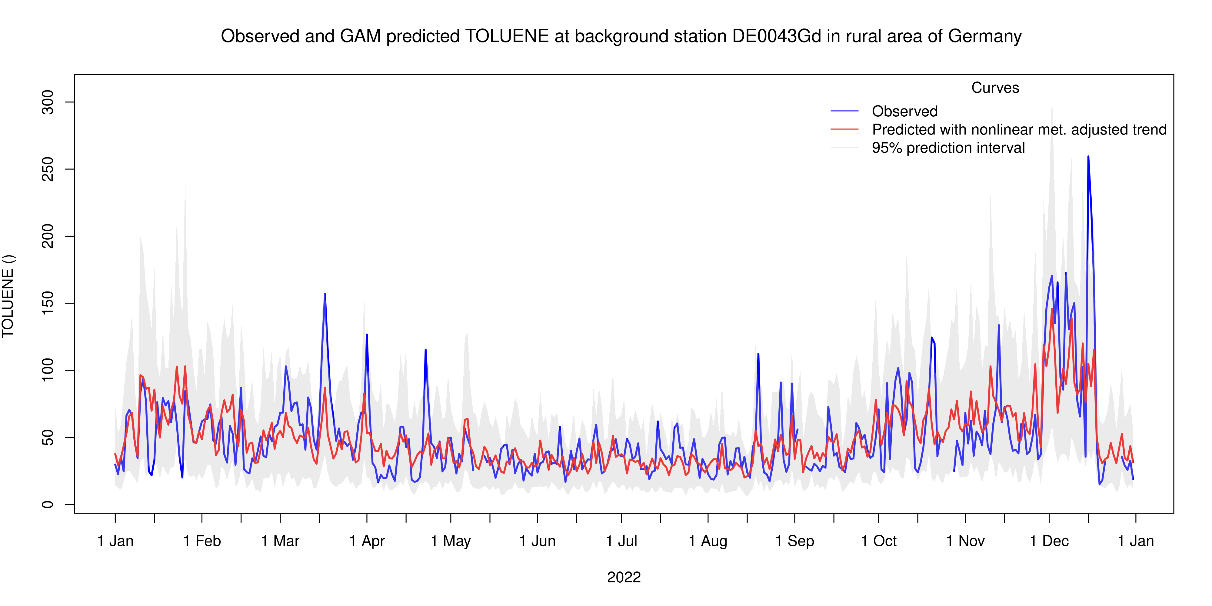 Observed and GAM predicted TOLUENE at background station DE0043Gd in rural area of Germany
Curves
Observed
Predicted with nonlinear met. adjusted trend
95% prediction interval
TOLUENE ()
300
250
200
150
100
50
0
1 Jan 1 Feb 1 Mar 1 Apr 1 May 1 Jun 1 Jul 1 Aug 1 Sep 1 Oct 1 Nov 1 Dec 1 Jan
2022